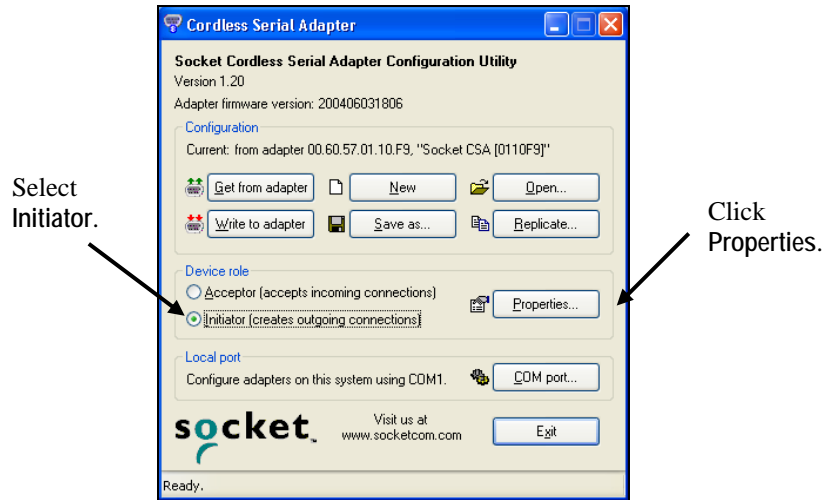 Cordless Serial Adapter
Socket Cordless Serial Adapter Configuration Utility
Version 1.20
Adapter firmware version: 200406031806
Configuration
Current: from adapter 00.60.57.01.10.F9, "Socket CSA [0110F9]"
Get from adapter
New
Open...
Write to adapter
Save as...
Replicate...
Select
Initiator.
Click
Properties.
Device role
Acceptor (accepts incoming connections)
Initiator (creates outgoing connections)
Properties...
Local port
Configure adapters on this system using COM1.
COM port...
socket™
Visit us at
www.socketcom.com
Exit
Ready.